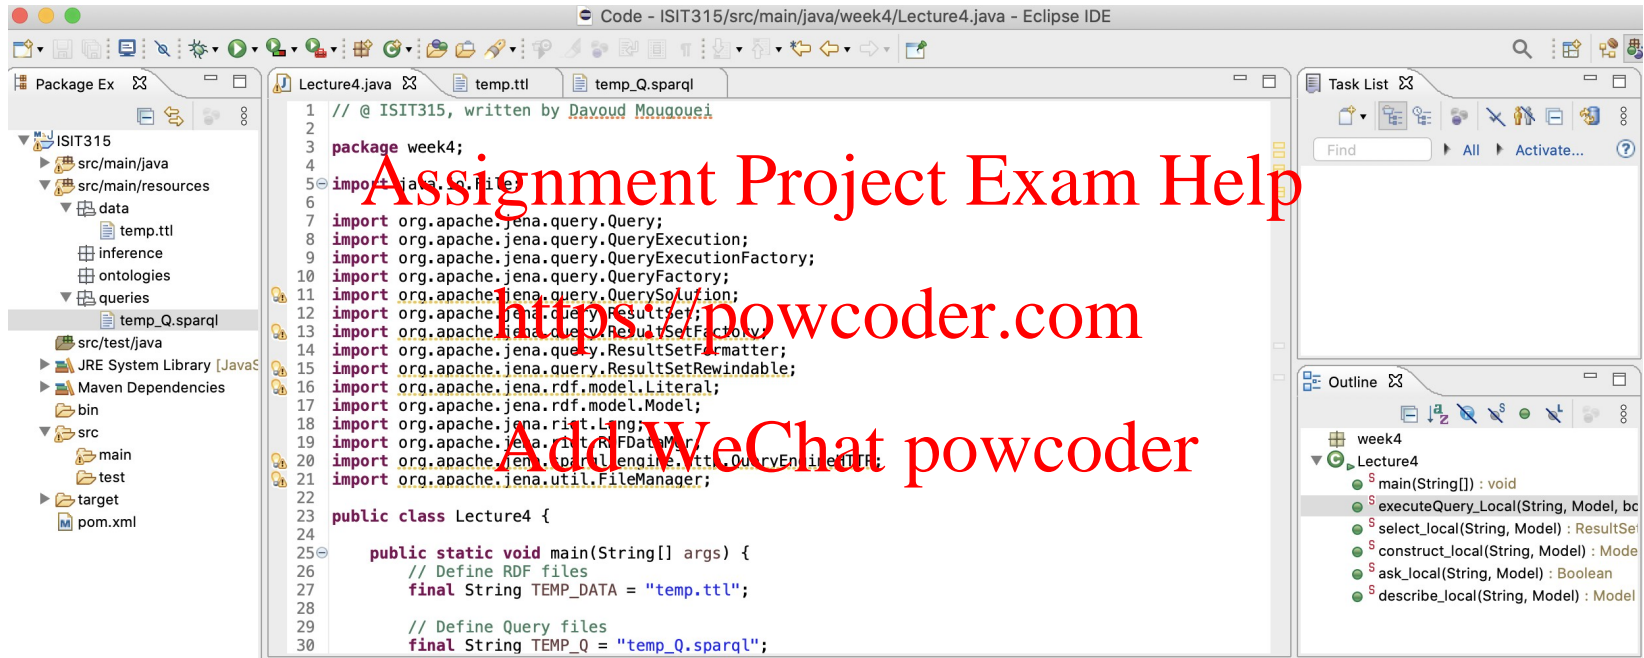 Code - ISIT315/src/main/java/week4/Lecture4.java - Eclipse IDE
Package Ex
ISIT315
src/main/java
src/main/resources
data
temp.ttl
inference
ontologies
queries
temp_Q.sparql
src/test/java
JRE System Library [JavaS
Maven Dependencies
bin
src
main
test
target
pom.xml
Lecture4.java
temp.ttl
temp_Q.sparql
1 // @ ISIT315, written by Davoud Mougouei
2
3 package week4;
4
5 import java.io.File;
6
7 import org.apache.jena.query.Query;
8 import org.apache.jena.query.QueryExecution;
9 import org.apache.jena.query.QueryExecutionFactory;
10 import org.apache.jena.query.QueryFactory;
11 import org.apache.jena.query.QuerySolution;
12 import org.apache.jena.query.ResultSet;
13 import org.apache.jena.query.ResultSetFactory;
14 import org.apache.jena.query.ResultSetFormatter;
15 import org.apache.jena.query.ResultSetRewindable;
16 import org.apache.jena.rdf.model.Literal;
17 import org.apache.jena.rdf.model.Model;
18 import org.apache.jena.riot.Lang;
19 import org.apache.jena.riot.RDFDataMgr;
20 import org.apache.jena.sparql.engine.http.QueryEngineHTTP;
21 import org.apache.jena.util.FileManager;
22
23 public class Lecture4 {
24
25 public static void main(String[] args) {
26 // Define RDF files
27 final String TEMP_DATA = "temp.ttl";
28
29 // Define Query files
30 final String TEMP_Q = "temp_Q.sparql";
Assignment Project Exam Help
https://powcoder.com
Add WeChat powcoder
Task List
Find
All
Activate...
Outline
week4
Lecture4
main(String[]) : void
executeQuery_Local(String, Model, bo
select_local(String, Model) : ResultSet
construct_local(String, Model) : Mode
ask_local(String, Model) : Boolean
describe_local(String, Model) : Model